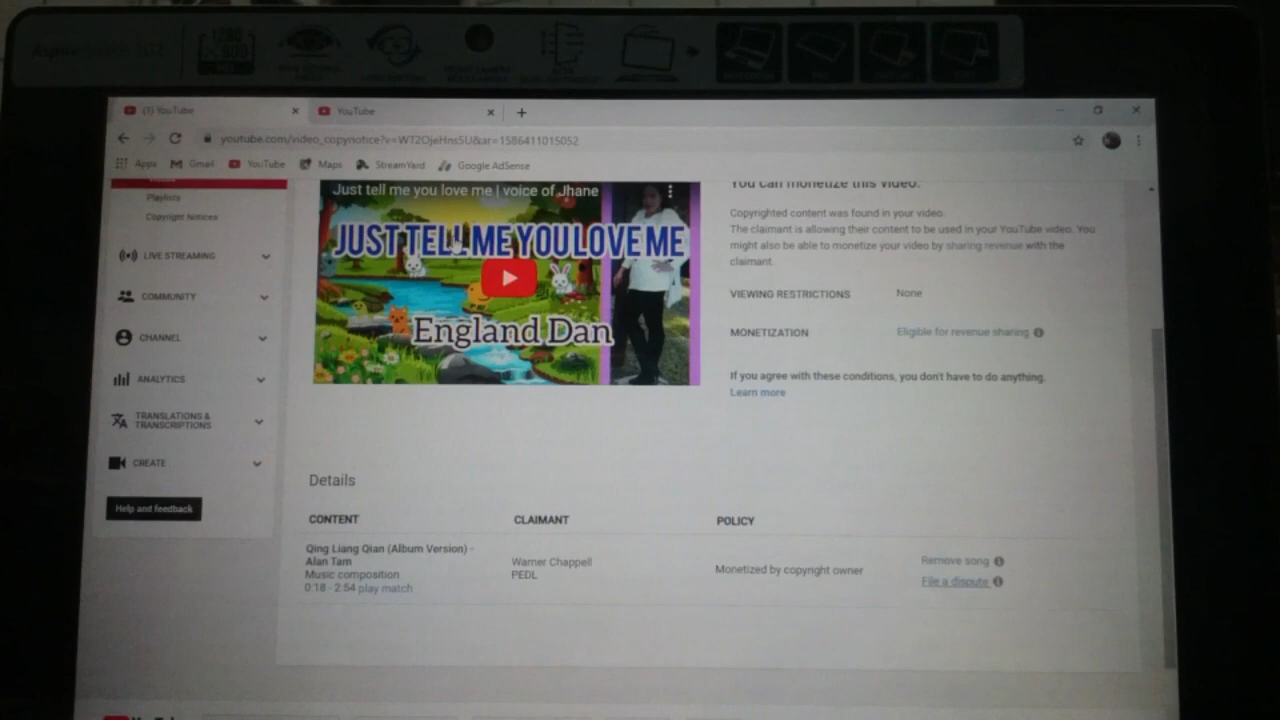 1280
(1) YouTube
YouTube
youtube.com/video_copynotice?v=WT2OjeHns5U&ar=1586411015052
Apps
Gmail
YouTube
Maps
StreamYard
Google AdSense
Playlists
Copyright Notices
LIVE STREAMING
COMMUNITY
CHANNEL
ANALYTICS
TRANSLATIONS &
TRANSCRIPTIONS
CREATE
Help and feedback
Just tell me you love me | voice of Jhane
JUST TELL ME YOU LOVE ME
England Dan
You can monetize this video.
Copyrighted content was found in your video.
The claimant is allowing their content to be used in your YouTube video. You
might also be able to monetize your video by sharing revenue with the
claimant.
VIEWING RESTRICTIONS
None
MONETIZATION
Eligible for revenue sharing
If you agree with these conditions, you don't have to do anything.
Learn more
Details
CONTENT
CLAIMANT
POLICY
Qing Liang Qian (Album Version) -
Alan Tam
Music composition
0:18 - 2:54 play match
Warner Chappell
PEDL
Monetized by copyright owner
Remove song
File a dispute